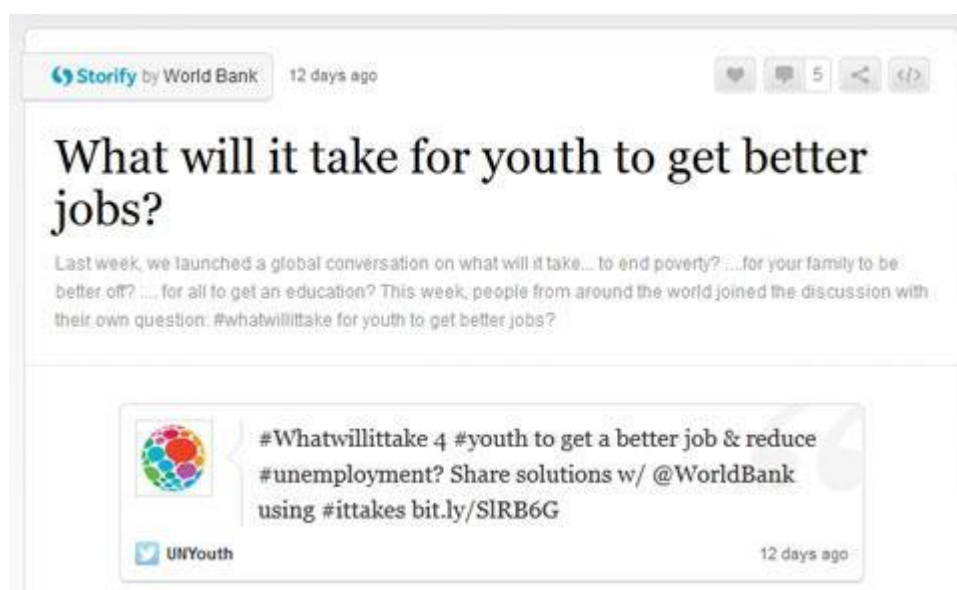 Storify by World Bank 12 days ago 5
What will it take for youth to get better
jobs?
Last week, we launched a global conversation on what will it take... to end poverty? ....for your family to be
better off? .... for all to get an education? This week, people from around the world joined the discussion with
their own question: #whatwillittake for youth to get better jobs?
#Whatwillittake 4 #youth to get a better job & reduce
#unemployment? Share solutions w/ @WorldBank
using #ittakes bit.ly/SlRB6G
UNYouth 12 days ago